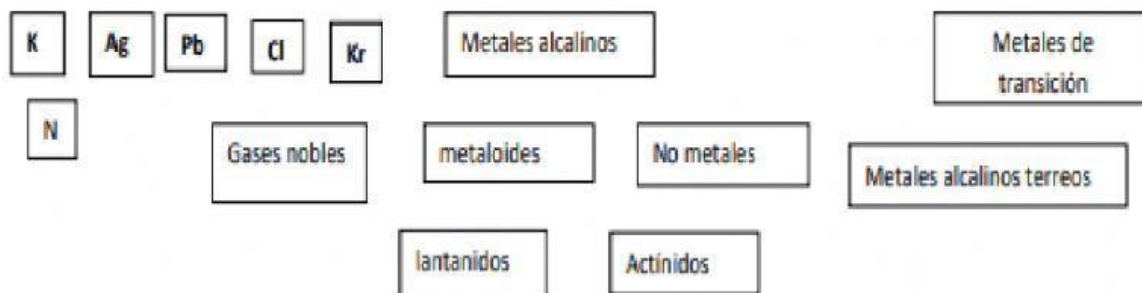 K
Ag
Pb
Cl
Kr
Metales alcalinos
Metales de
transición
N
Gases nobles
metaloides
No metales
Metales alcalinos terreos
lantanidos
Actínidos